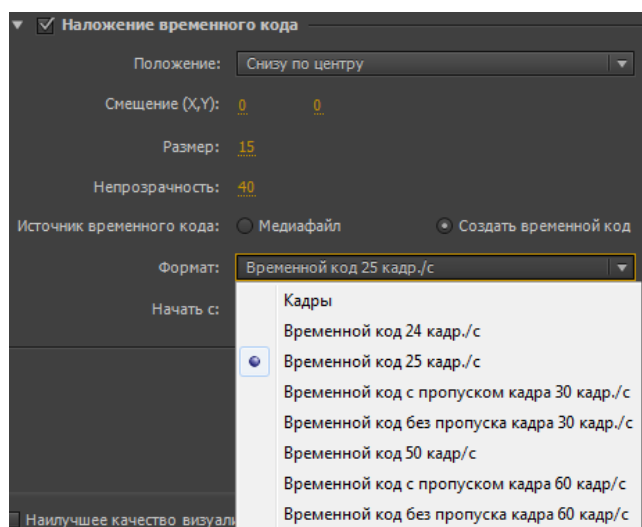 Наложение временного кода
Положение: Снизу по центру
Смещение (X,Y): 0 0
Размер: 15
Непрозрачность: 40
Источник временного кода: Медиафайл Создать временной код
Формат: Временной код 25 кадр./с
Начать с:
Кадры
Временной код 24 кадр./с
Временной код 25 кадр./с
Временной код с пропуском кадра 30 кадр./с
Временной код без пропуска кадра 30 кадр./с
Временной код 50 кадр/с
Временной код с пропуском кадра 60 кадр/с
Временной код без пропуска кадра 60 кадр/с
Наилучшее качество